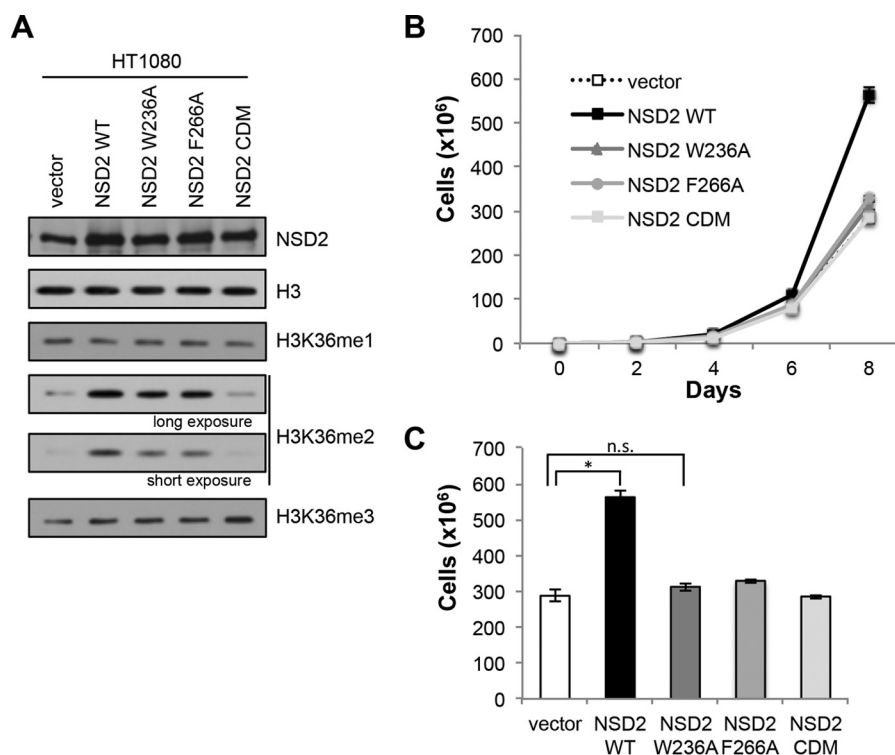 A
HT1080
vector
NSD2 WT
NSD2 W236A
NSD2 F266A
NSD2 CDM
NSD2
H3
H3K36me1
long exposure
H3K36me2
short exposure
H3K36me3
B
Cells (x10⁶)
700
600
500
400
300
200
100
0
0 2 4 6 8
Days
vector
NSD2 WT
NSD2 W236A
NSD2 F266A
NSD2 CDM
C
Cells (x10⁶)
700
600
500
400
300
200
100
0
n.s.
*
vector NSD2 NSD2 NSD2 NSD2
WT W236A F266A CDM